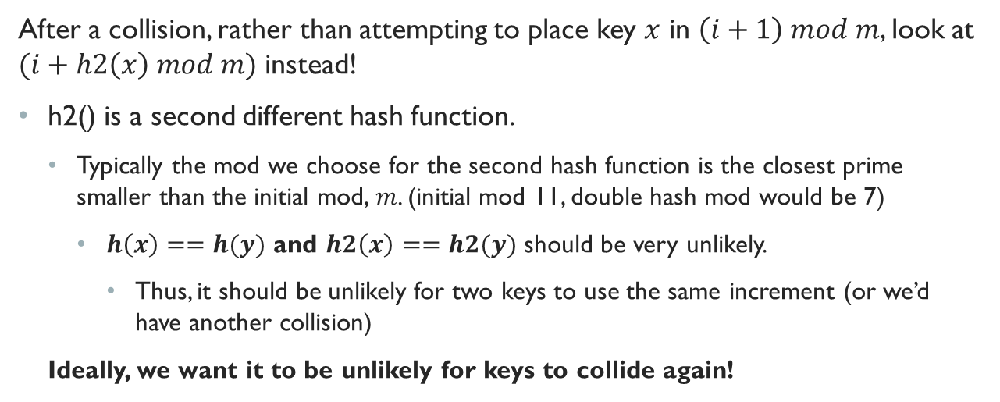 After a collision, rather than attempting to place key x in (i + 1) mod m, look at
(i + h2(x) mod m) instead!
• h2() is a second different hash function.
• Typically the mod we choose for the second hash function is the closest prime
smaller than the initial mod, m. (initial mod 11, double hash mod would be 7)
• h(x) == h(y) and h2(x) == h2(y) should be very unlikely.
• Thus, it should be unlikely for two keys to use the same increment (or we'd
have another collision)
Ideally, we want it to be unlikely for keys to collide again!